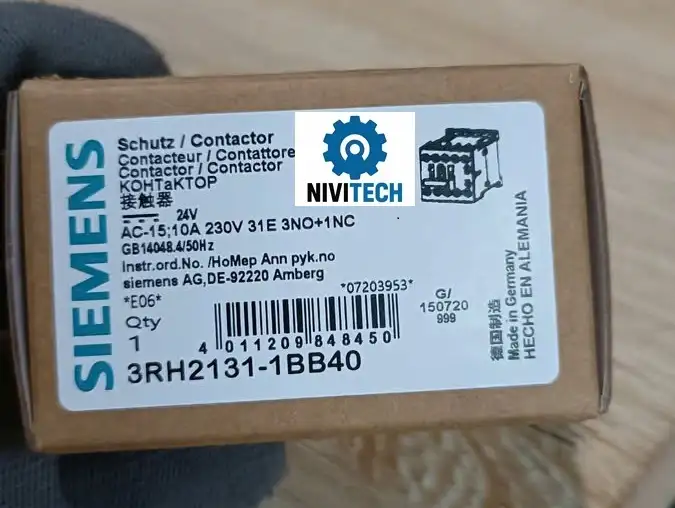 SIEMENS
Schutz / Contactor
Contacteur / Contattore
Contactor / Contactor
КОНТаКТОР
接触器
24V
AC-15;10A 230V 31E 3NO+1NC
GB14048.4/50Hz
Instr.ord.No. /HoMep Ann pyk.no
siemens AG,DE-92220 Amberg
*E06*
*07203953*
Qty
1
4 011209 848450
3RH2131-1BB40
G/
150720
999
德国制造
Made in Germany
HECHO EN ALEMANIA
NIVITECH